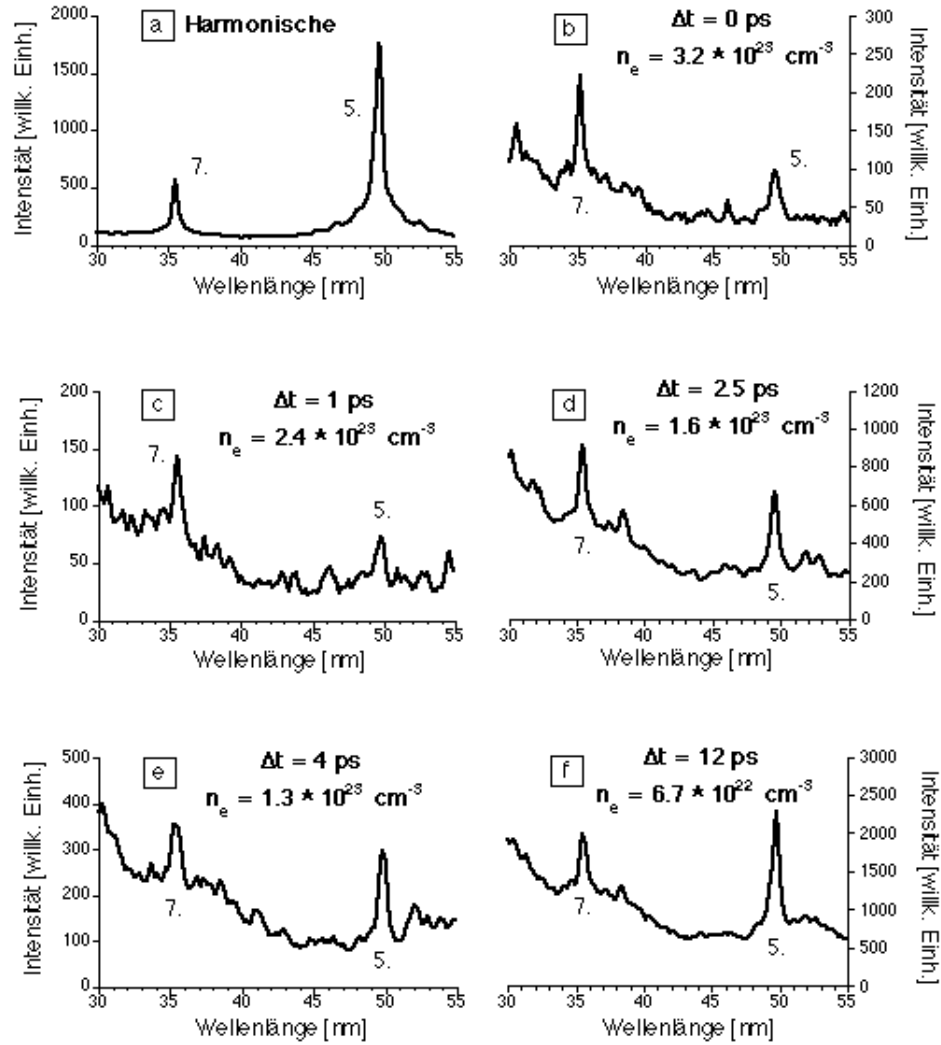 a Harmonische
7.
5.
2000
1500
1000
500
0
Intensität [willk. Einh.]
30 35 40 45 50 55
Wellenlänge [nm]
b
Δt = 0 ps
n_e = 3.2 * 10^23 cm^-3
7.
5.
300
250
200
150
100
50
0
Intensität [willk. Einh.]
30 35 40 45 50 55
Wellenlänge [nm]
c
Δt = 1 ps
n_e = 2.4 * 10^23 cm^-3
7.
5.
200
150
100
50
0
Intensität [willk. Einh.]
30 35 40 45 50 55
Wellenlänge [nm]
d
Δt = 2.5 ps
n_e = 1.6 * 10^23 cm^-3
7.
5.
1200
1000
800
600
400
200
0
Intensität [willk. Einh.]
30 35 40 45 50 55
Wellenlänge [nm]
e
Δt = 4 ps
n_e = 1.3 * 10^23 cm^-3
7.
5.
500
400
300
200
100
0
Intensität [willk. Einh.]
30 35 40 45 50 55
Wellenlänge [nm]
f
Δt = 12 ps
n_e = 6.7 * 10^22 cm^-3
7.
5.
3000
2500
2000
1500
1000
500
0
Intensität [willk. Einh.]
30 35 40 45 50 55
Wellenlänge [nm]